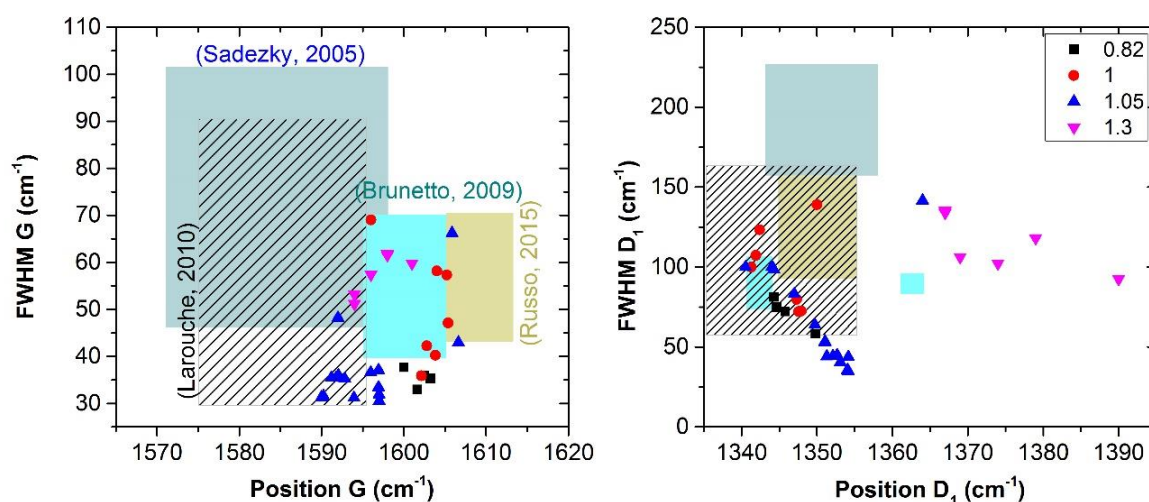 110
100
90
80
70
60
50
40
30
FWHM G (cm⁻¹)
(Sadezky, 2005)
(Brunetto, 2009)
(Larouche, 2010)
(Russo, 2015)
1570 1580 1590 1600 1610 1620
Position G (cm⁻¹)
250
200
150
100
50
0
FWHM D₁ (cm⁻¹)
0.82
1
1.05
1.3
1340 1350 1360 1370 1380 1390
Position D₁ (cm⁻¹)